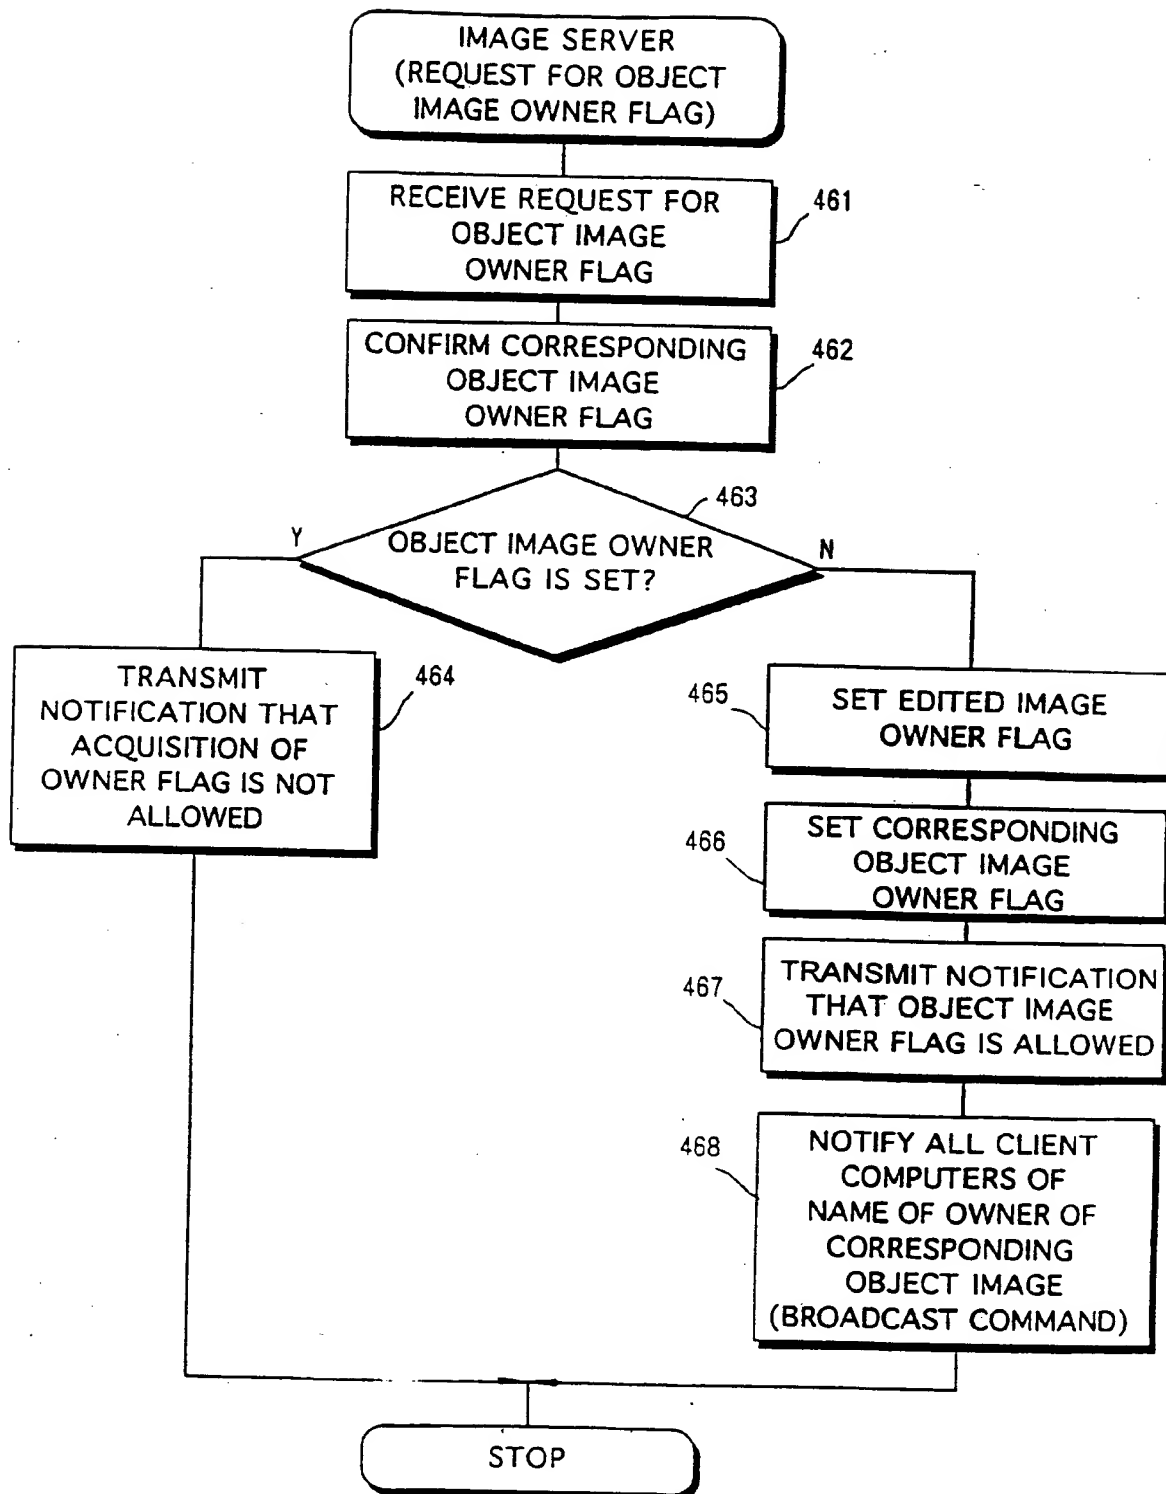 IMAGE SERVER
(REQUEST FOR OBJECT
IMAGE OWNER FLAG)
RECEIVE REQUEST FOR
OBJECT IMAGE
OWNER FLAG
461
CONFIRM CORRESPONDING
OBJECT IMAGE
OWNER FLAG
462
463
OBJECT IMAGE OWNER
FLAG IS SET?
Y
N
TRANSMIT
NOTIFICATION THAT
ACQUISITION OF
OWNER FLAG IS NOT
ALLOWED
464
465
SET EDITED IMAGE
OWNER FLAG
466
SET CORRESPONDING
OBJECT IMAGE
OWNER FLAG
467
TRANSMIT NOTIFICATION
THAT OBJECT IMAGE
OWNER FLAG IS ALLOWED
468
NOTIFY ALL CLIENT
COMPUTERS OF
NAME OF OWNER OF
CORRESPONDING
OBJECT IMAGE
(BROADCAST COMMAND)
STOP